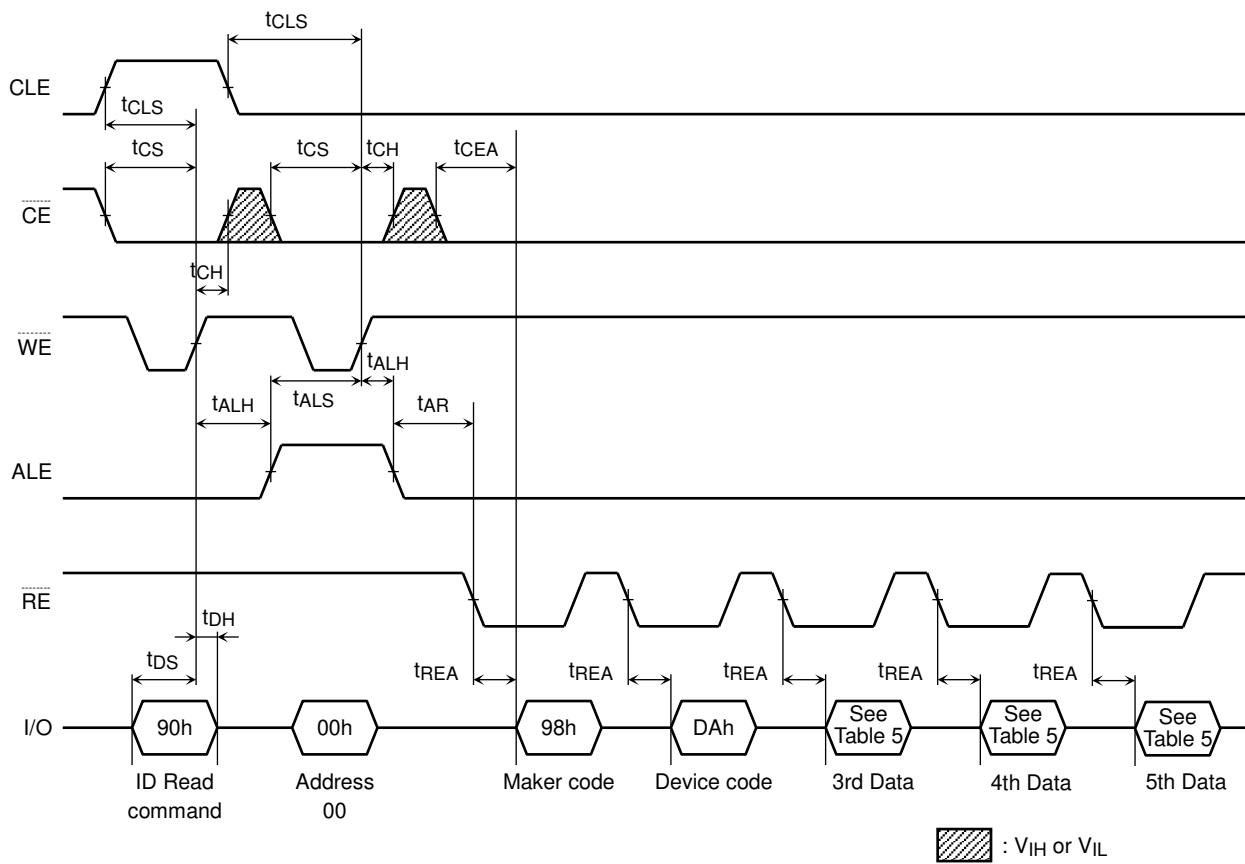 tCLS
CLE
tCLS
tCS
tCS
tCH
tCEA
CE
tCH
WE
tALH
tALH
tALS
tAR
ALE
RE
tDH
tDS
tREA
tREA
tREA
tREA
tREA
I/O
90h
00h
98h
DAh
See
Table 5
See
Table 5
See
Table 5
ID Read
command
Address
00
Maker code
Device code
3rd Data
4th Data
5th Data
: VIH or VIL